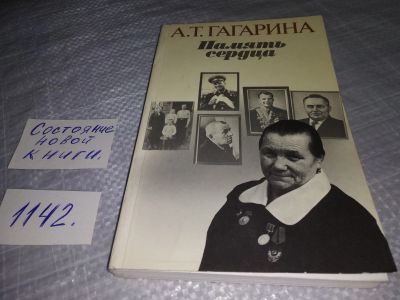 А.Т. ГАГАРИНА
Память
сердца
Состояние
новой
книги.
1142.